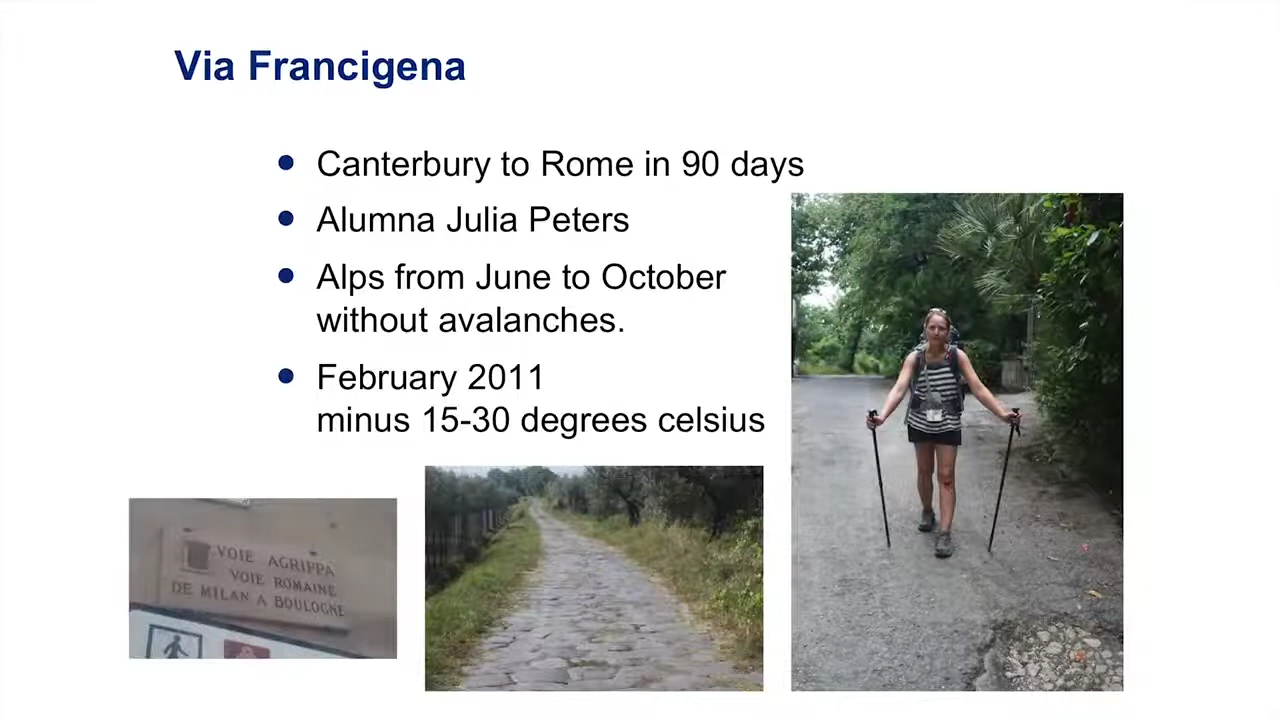 Via Francigena
Canterbury to Rome in 90 days
Alumna Julia Peters
Alps from June to October
without avalanches.
February 2011
minus 15-30 degrees celsius
VOIE AGRIPPA
VOIE ROMAINE
DE MILAN A BOULOGNE